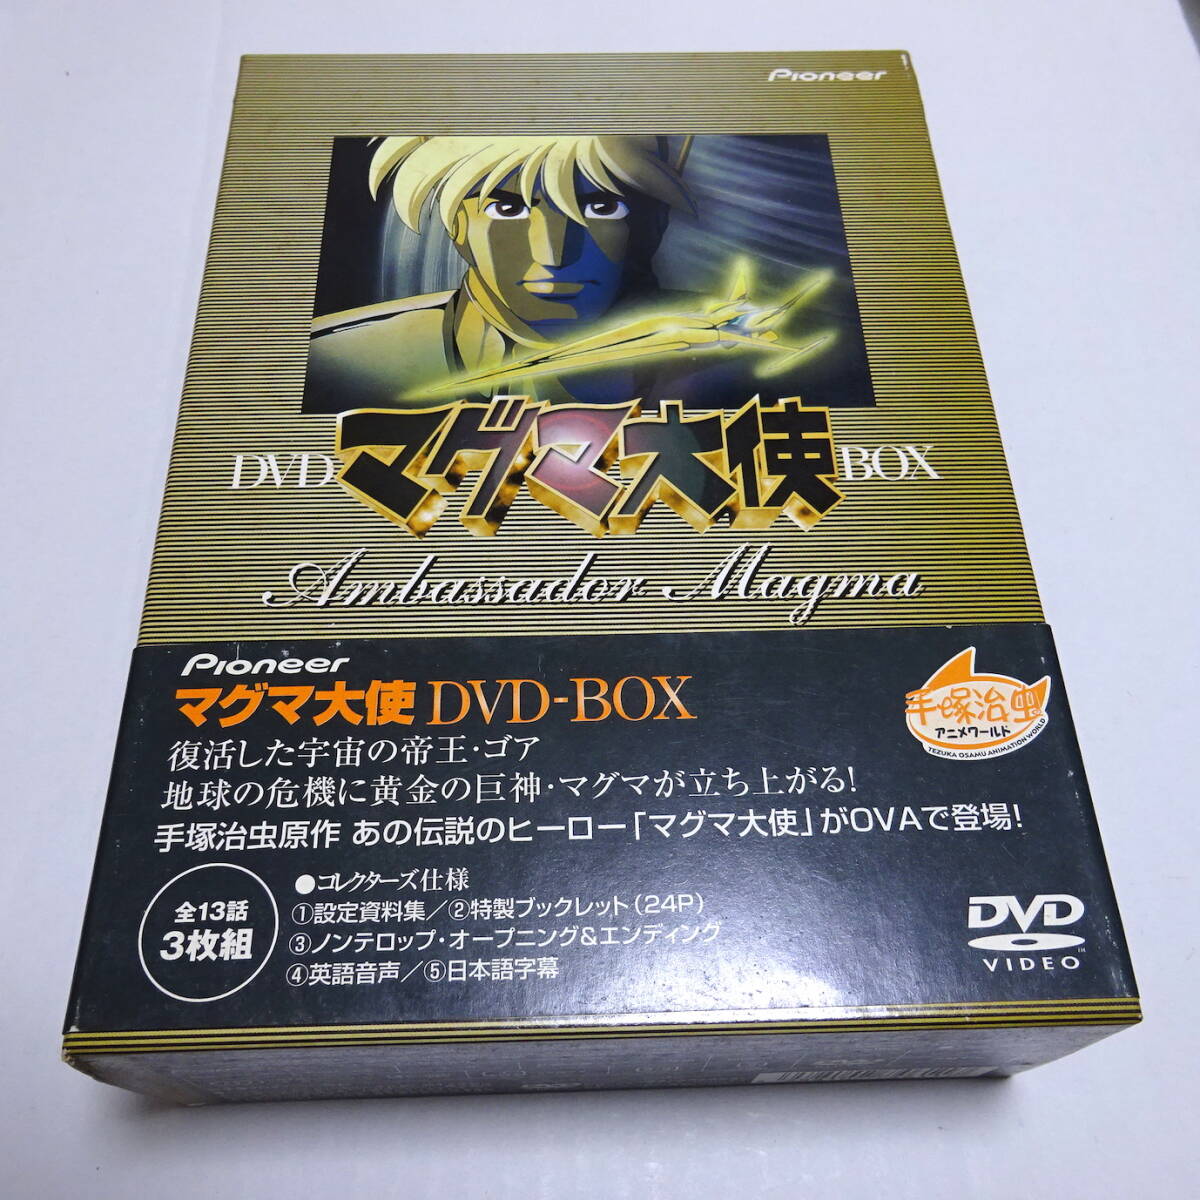 Pioneer
DVD マグマ大使 BOX
Ambassador Magma
Pioneer
マグマ大使 DVD-BOX
復活した宇宙の帝王・ゴア
地球の危機に黄金の巨神・マグマが立ち上がる!
手塚治虫原作 あの伝説のヒーロー「マグマ大使」がOVAで登場!
手塚治虫
アニメワールド
TEZUKA OSAMU ANIMATION WORLD
全13話
3枚組
●コレクターズ仕様
①設定資料集/②特製ブックレット(24P)
③ノンテロップ・オープニング&エンディング
④英語音声/⑤日本語字幕
DVD
VIDEO